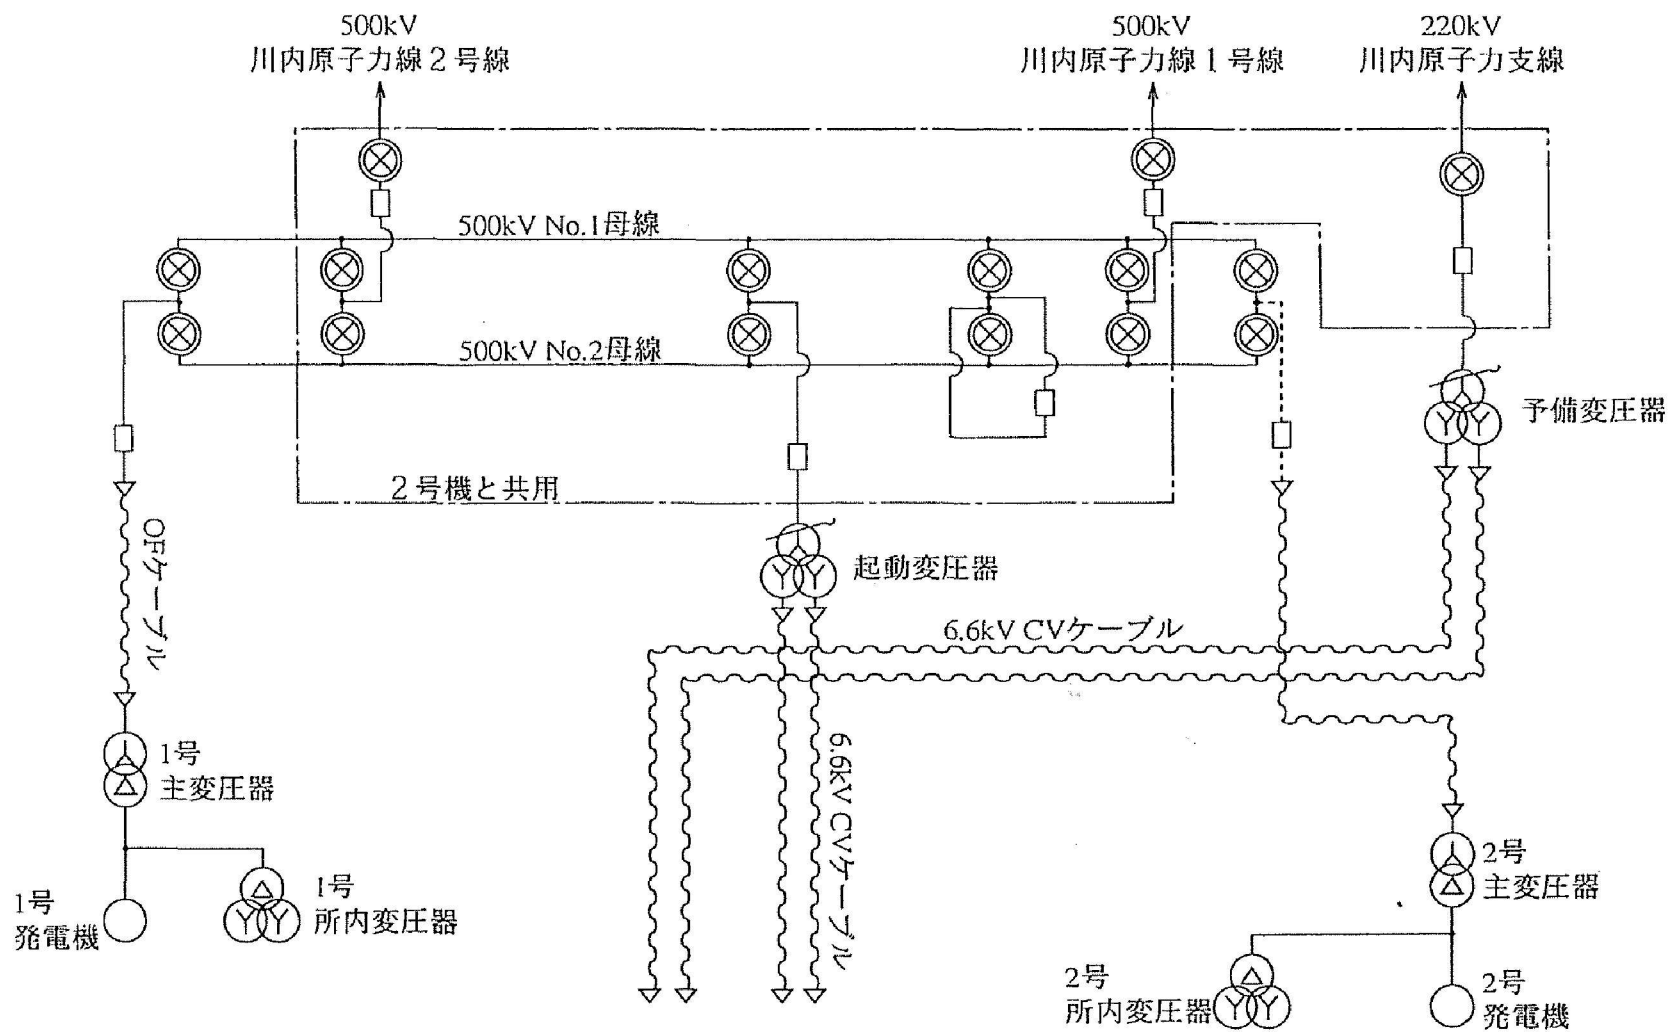 500kV
川内原子力線2号線
500kV
川内原子力線1号線
220kV
川内原子力支線
500kV No.1母線
500kV No.2母線
2号機と共用
予備変圧器
起動変圧器
OFケーブル
6.6kV CVケーブル
6.6kV CVケーブル
1号
主変圧器
1号
発電機
1号
所内変圧器
2号
主変圧器
2号
所内変圧器
2号
発電機